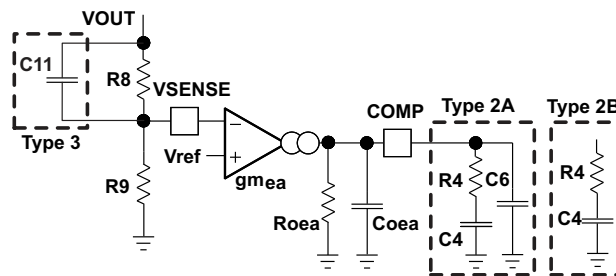 VOUT
C11
R8
Type 3
VSENSE
R9
Vref
−
+
gmea
Roea
Coea
COMP
Type 2A
R4
C6
C4
Type 2B
R4
C4